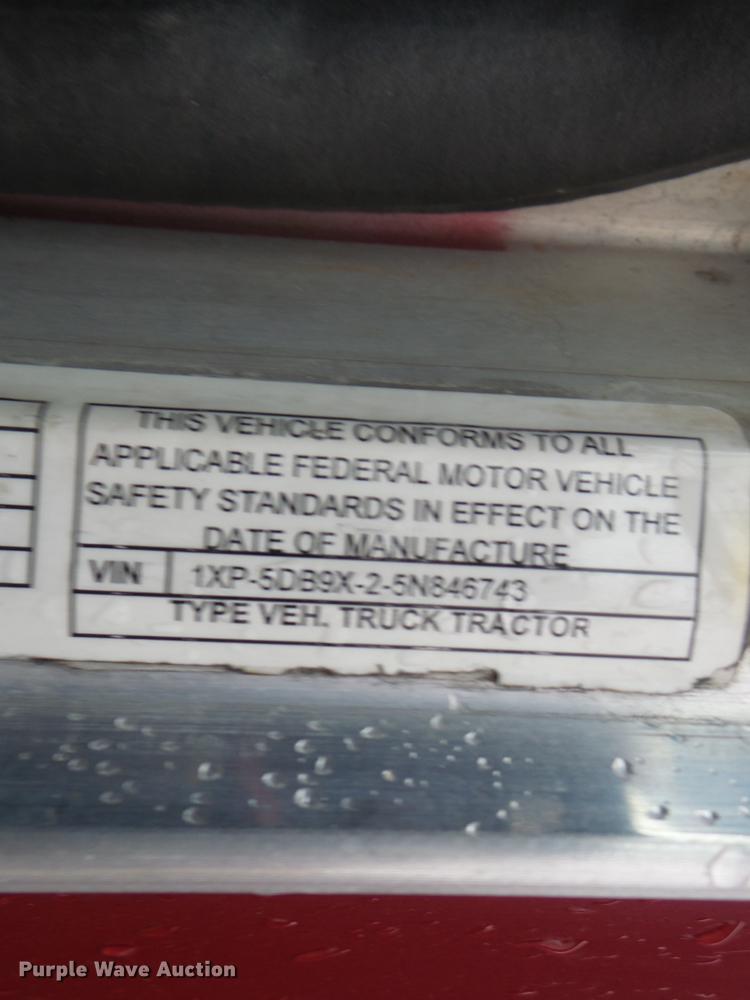 THIS VEHICLE CONFORMS TO ALL
APPLICABLE FEDERAL MOTOR VEHICLE
SAFETY STANDARDS IN EFFECT ON THE
DATE OF MANUFACTURE
VIN 1XP-5DB9X-2-5N846743
TYPE VEH. TRUCK TRACTOR
Purple Wave Auction